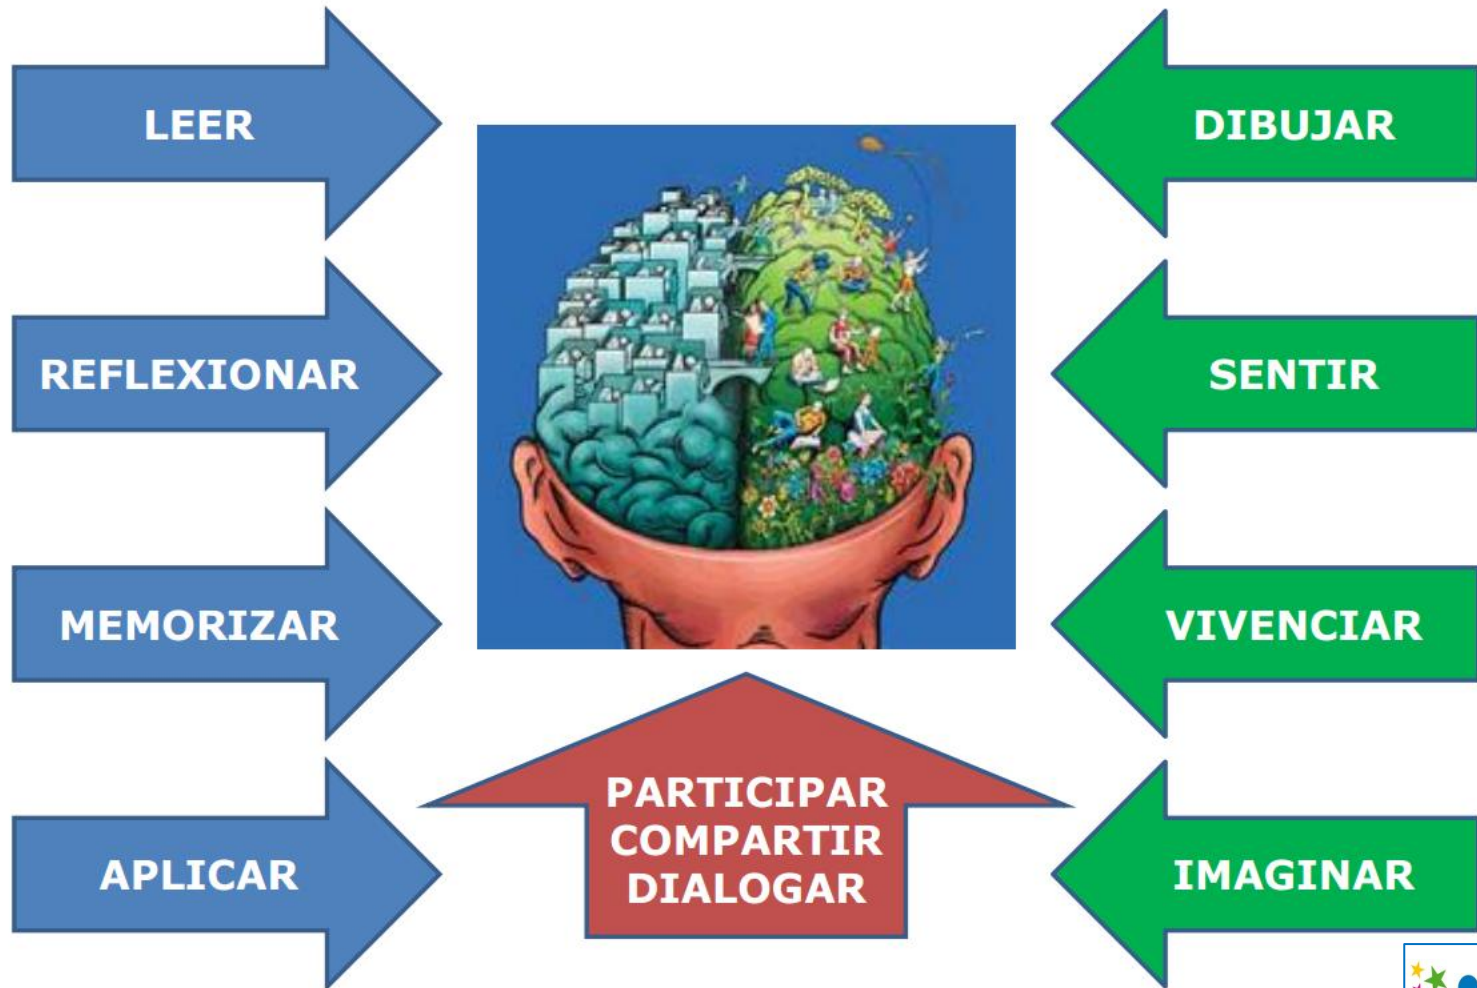 LEER
DIBUJAR
REFLEXIONAR
SENTIR
MEMORIZAR
VIVENCIAR
APLICAR
PARTICIPAR
COMPARTIR
DIALOGAR
IMAGINAR